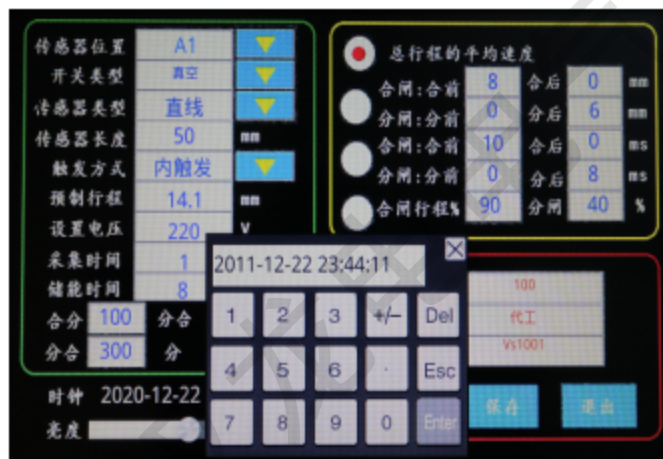 传感器位置 A1
开关类型 真空
传感器类型 直线
传感器长度 50 mm
触发方式 内触发
预制行程 14.1 mm
设置电压 220 V
采集时间 1
储能时间 8
合分 100 分合
分合 300 分
时钟 2020-12-22
亮度
总行程的平均速度
合闸:合前 8 合后 0 mm
分闸:分前 0 分后 6 mm
合闸:合前 10 合后 0 ms
分闸:分前 0 分后 8 ms
合闸行程% 90 分闸 40 %
2011-12-22 23:44:11
1 2 3 +/- Del
4 5 6 . Esc
7 8 9 0 Enter
100
代工
Vs1001
保存 退出